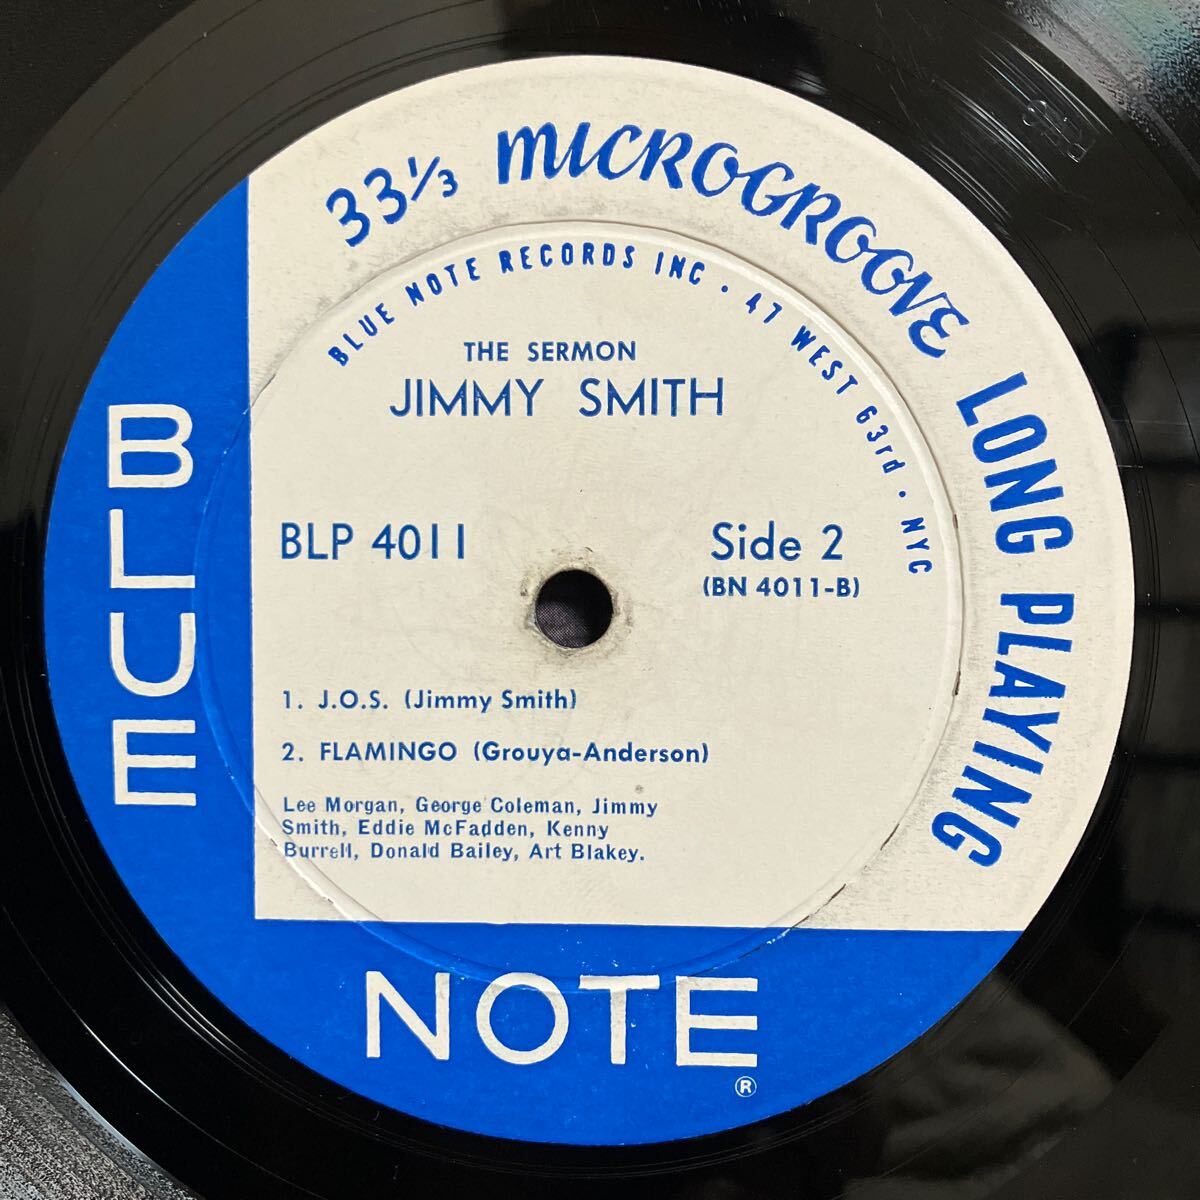 33⅓ MICROGROOVE LONG PLAYING
BLUE NOTE RECORDS INC · 47 WEST 63rd · NYC
THE SERMON
JIMMY SMITH
BLP 4011
Side 2
(BN 4011-B)
1. J.O.S. (Jimmy Smith)
2. FLAMINGO (Grouya-Anderson)
Lee Morgan, George Coleman, Jimmy
Smith, Eddie McFadden, Kenny
Burrell, Donald Bailey, Art Blakey.
BLUE
NOTE
®